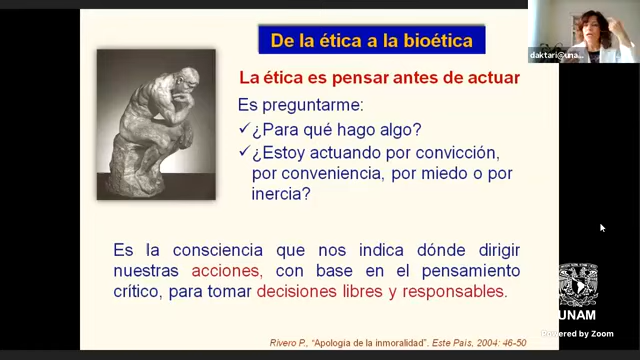 De la ética a la bioética
daktari@una...
La ética es pensar antes de actuar
Es preguntarme:
✓¿Para qué hago algo?
✓¿Estoy actuando por convicción,
por conveniencia, por miedo o por
inercia?
Es la consciencia que nos indica dónde dirigir
nuestras acciones, con base en el pensamiento
crítico, para tomar decisiones libres y responsables.
UNAM
Powered by Zoom
Rivero P., “Apología de la inmoralidad”. Este País, 2004: 46-50